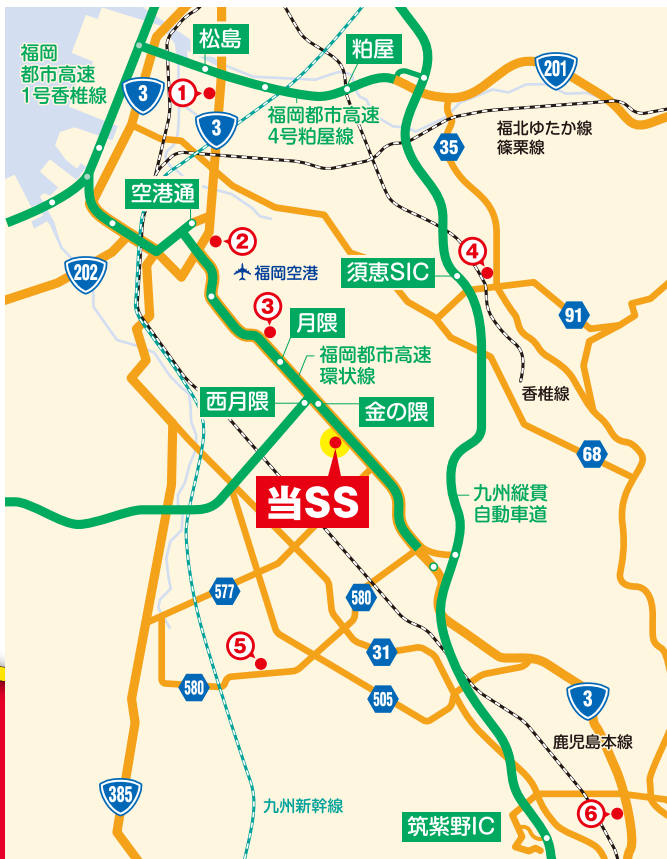 松島
粕屋
福岡
都市高速
1号香椎線
3
①
3
福岡都市高速
4号粕屋線
201
福北ゆたか線
篠栗線
35
空港通
②
福岡空港
202
④
須恵SIC
③
月隈
91
福岡都市高速
環状線
香椎線
西月隈
金の隈
68
当SS
九州縦貫
自動車道
577
580
⑤
31
580
505
3
鹿児島本線
385
九州新幹線
筑紫野IC
⑥